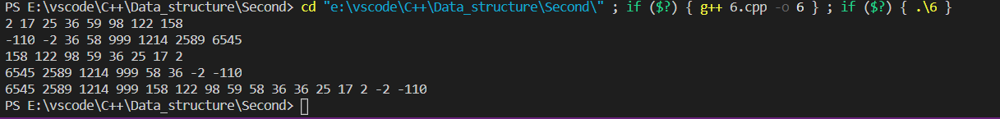 PS E:\vscode\C++\Data_structure\Second> cd "e:\vscode\C++\Data_structure\Second\" ; if ($?) { g++ 6.cpp -o 6 } ; if ($?) { .\6 }
2 17 25 36 59 98 122 158
-110 -2 36 58 999 1214 2589 6545
158 122 98 59 36 25 17 2
6545 2589 1214 999 58 36 -2 -110
6545 2589 1214 999 158 122 98 59 58 36 36 25 17 2 -2 -110
PS E:\vscode\C++\Data_structure\Second>